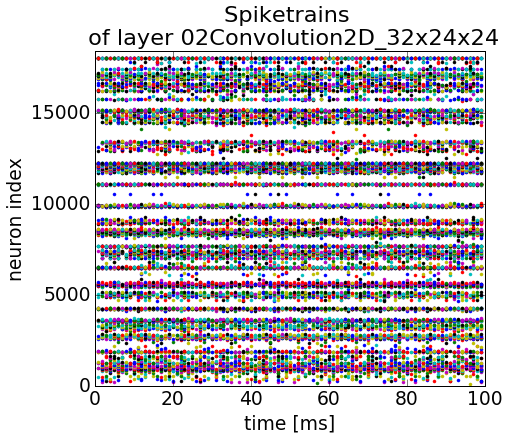 Spiketrains
of layer 02Convolution2D_32x24x24
neuron index
15000
10000
5000
0
0 20 40 60 80 100
time [ms]